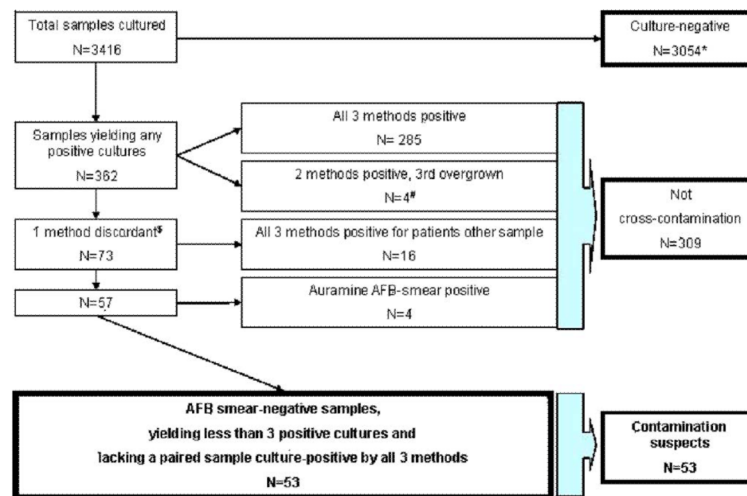 Total samples cultured
N=3416
Culture-negative
N=3054*
Samples yielding any
positive cultures
N=362
All 3 methods positive
N= 285
2 methods positive, 3rd overgrown
N=4#
Not
cross-contamination
N=309
1 method discordant$
N=73
All 3 methods positive for patients other sample
N=16
N=57
Auramine AFB-smear positive
N=4
AFB smear-negative samples,
yielding less than 3 positive cultures and
lacking a paired sample culture-positive by all 3 methods
N=53
Contamination
suspects
N=53